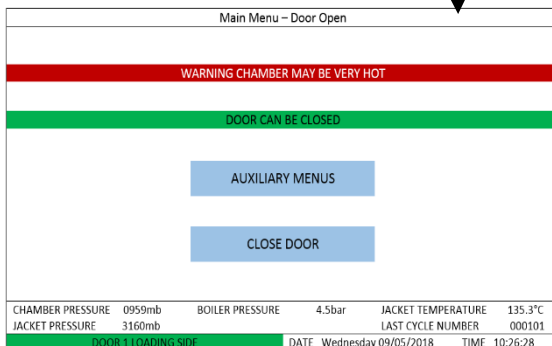 Main Menu – Door Open
WARNING CHAMBER MAY BE VERY HOT
DOOR CAN BE CLOSED
AUXILIARY MENUS
CLOSE DOOR
CHAMBER PRESSURE 0959mb BOILER PRESSURE 4.5bar JACKET TEMPERATURE 135.3°C
JACKET PRESSURE 3160mb LAST CYCLE NUMBER 000101
DOOR 1 LOADING SIDE DATE Wednesday 09/05/2018 TIME 10:26:28